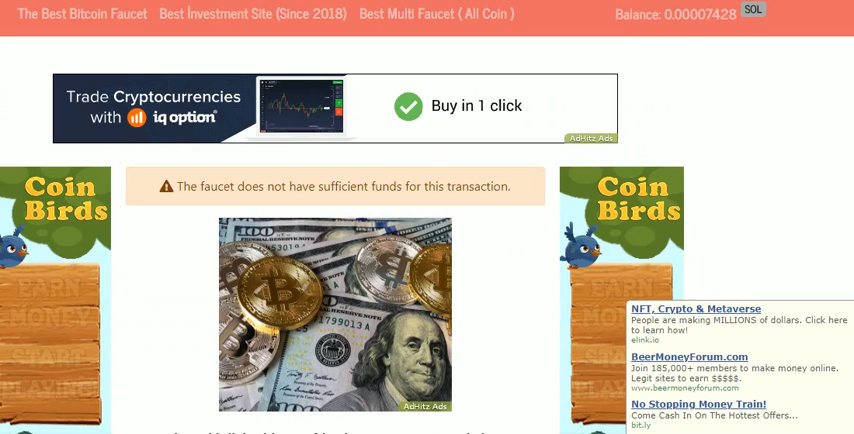 The Best Bitcoin Faucet Best İnvestment Site (Since 2018) Best Multi Faucet ( All Coin ) Balance: 0.00007428 SOL
Trade Cryptocurrencies
with iq option
Buy in 1 click
AdHitz Ads
Coin
Birds
The faucet does not have sufficient funds for this transaction.
Coin
Birds
AdHitz Ads
NFT, Crypto & Metaverse
People are making MILLIONS of dollars. Click here
to learn how!
elink.io
BeerMoneyForum.com
Join 185,000+ members to make money online.
Legit sites to earn $$$$$.
www.beermoneyforum.com
No Stopping Money Train!
Come Cash In On The Hottest Offers...
bit.ly